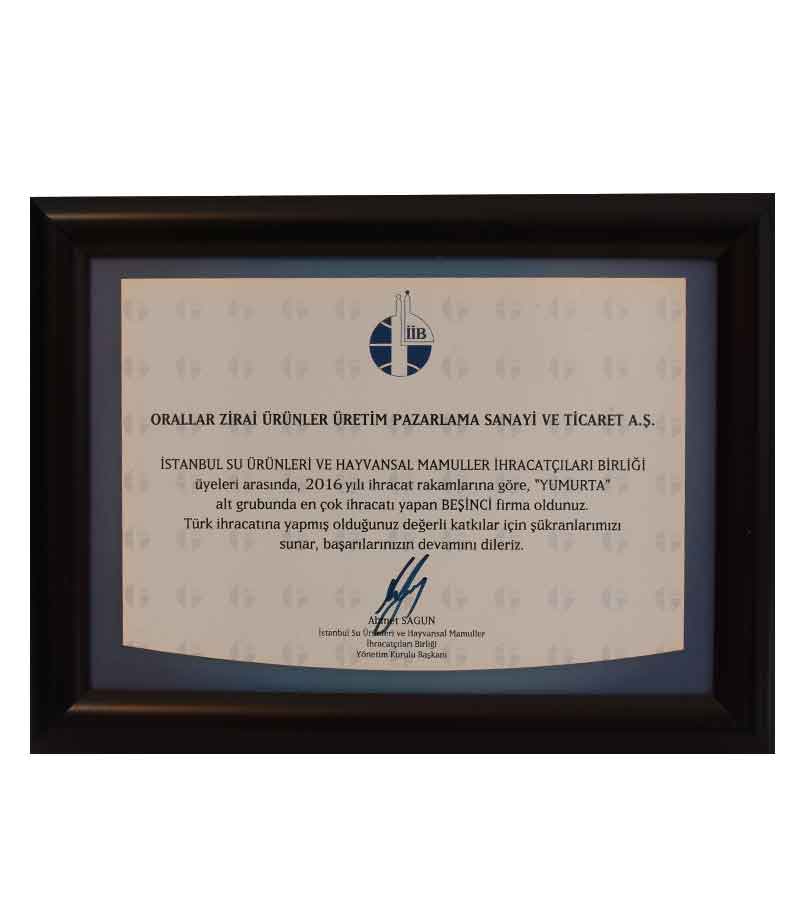 İİB
ORALLAR ZİRAİ ÜRÜNLER ÜRETİM PAZARLAMA SANAYİ VE TİCARET A.Ş.
İSTANBUL SU ÜRÜNLERİ VE HAYVANSAL MAMULLER İHRACATÇILARI BİRLİĞİ
üyeleri arasında, 2016 yılı ihracat rakamlarına göre, "YUMURTA"
alt grubunda en çok ihracatı yapan BEŞİNCİ firma oldunuz.
Türk ihracatına yapmış olduğunuz değerli katkılar için şükranlarımızı
sunar, başarılarınızın devamını dileriz.
Ahmet SAGUN
İstanbul Su Ürünleri ve Hayvansal Mamuller
İhracatçıları Birliği
Yönetim Kurulu Başkanı